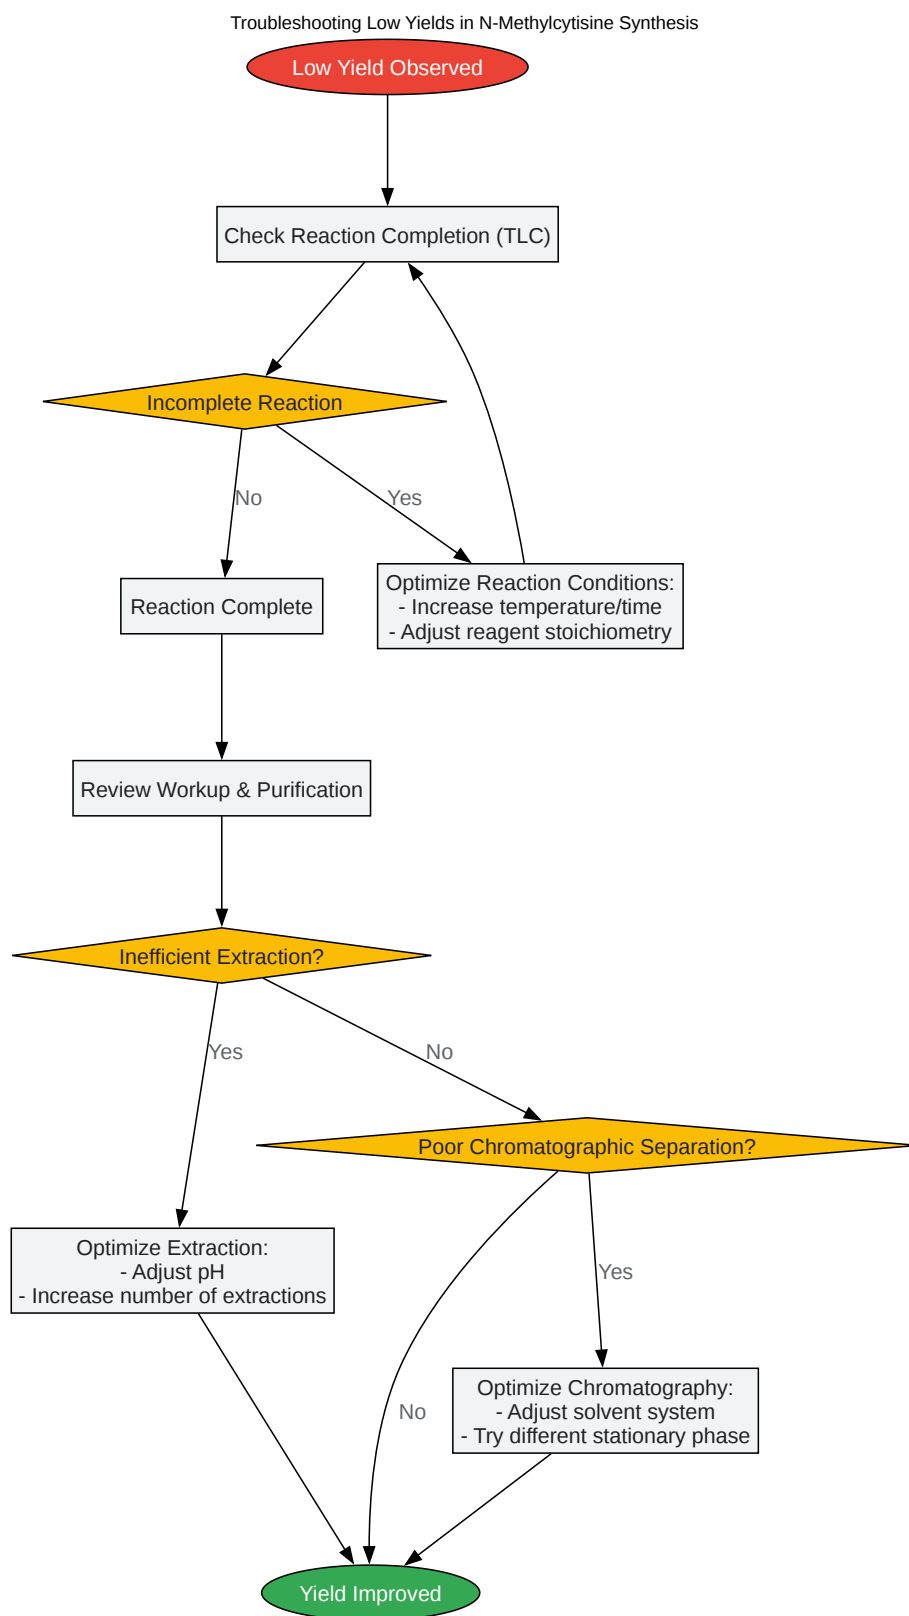 Troubleshooting Low Yields in N-Methylcytisine Synthesis
Low Yield Observed
Check Reaction Completion (TLC)
Incomplete Reaction
No
Yes
Optimize Reaction Conditions:
- Increase temperature/time
- Adjust reagent stoichiometry
Reaction Complete
Review Workup & Purification
Inefficient Extraction?
Yes
No
Poor Chromatographic Separation?
Optimize Extraction:
- Adjust pH
- Increase number of extractions
Yes
No
Optimize Chromatography:
- Adjust solvent system
- Try different stationary phase
Yield Improved